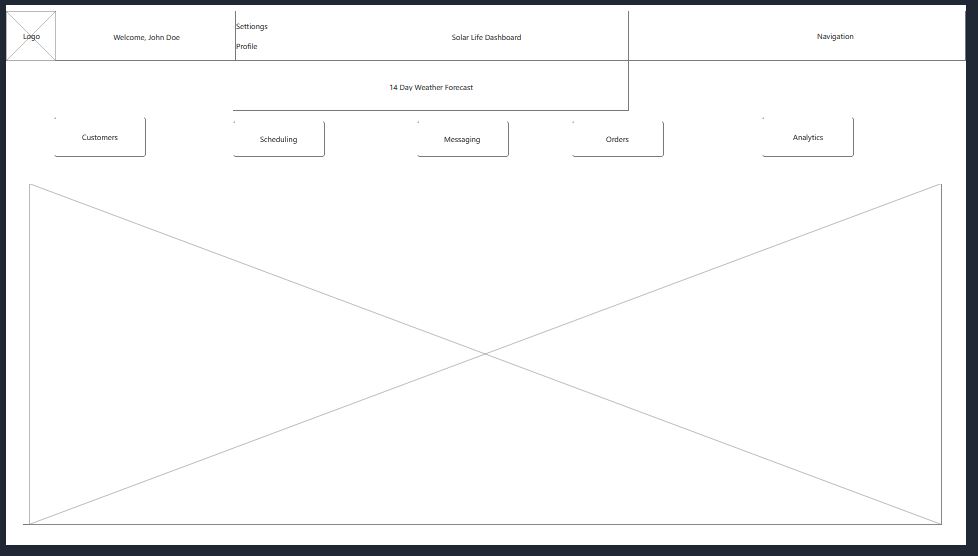 Logo
Welcome, John Doe
Settiongs
Profile
Solar Life Dashboard
Navigation
14 Day Weather Forecast
Customers
Scheduling
Messaging
Orders
Analytics